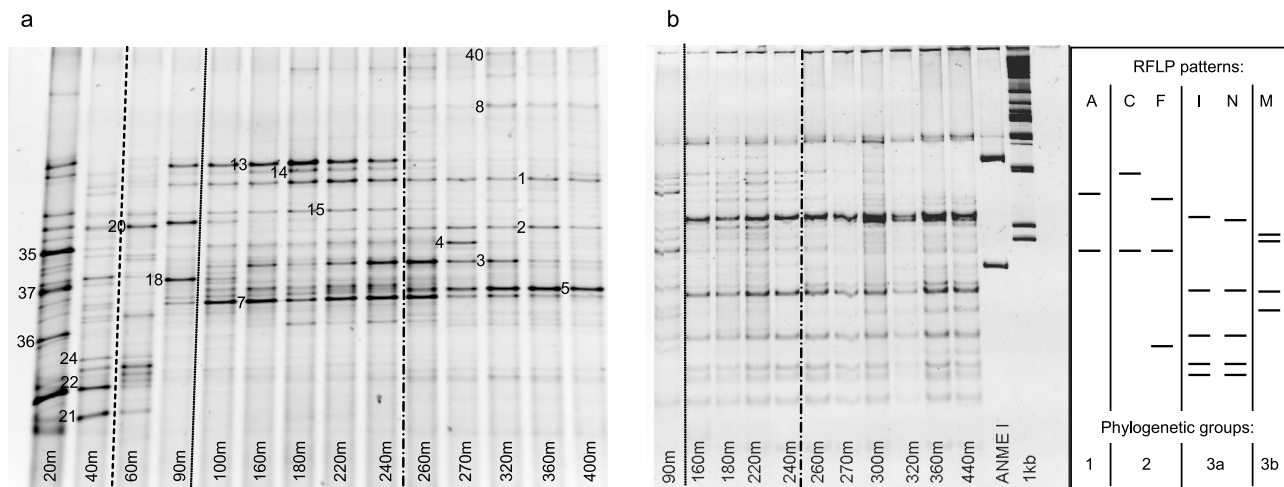 a
b
40
8
13
14
1
15
20
2
4
35
3
18
37
5
7
36
24
22
21
20m
40m
60m
90m
100m
160m
180m
220m
240m
260m
270m
320m
360m
400m
90m
160m
180m
220m
240m
260m
270m
300m
320m
360m
440m
ANME I
1kb
RFLP patterns:
A C F I N M
Phylogenetic groups:
1 2 3a 3b